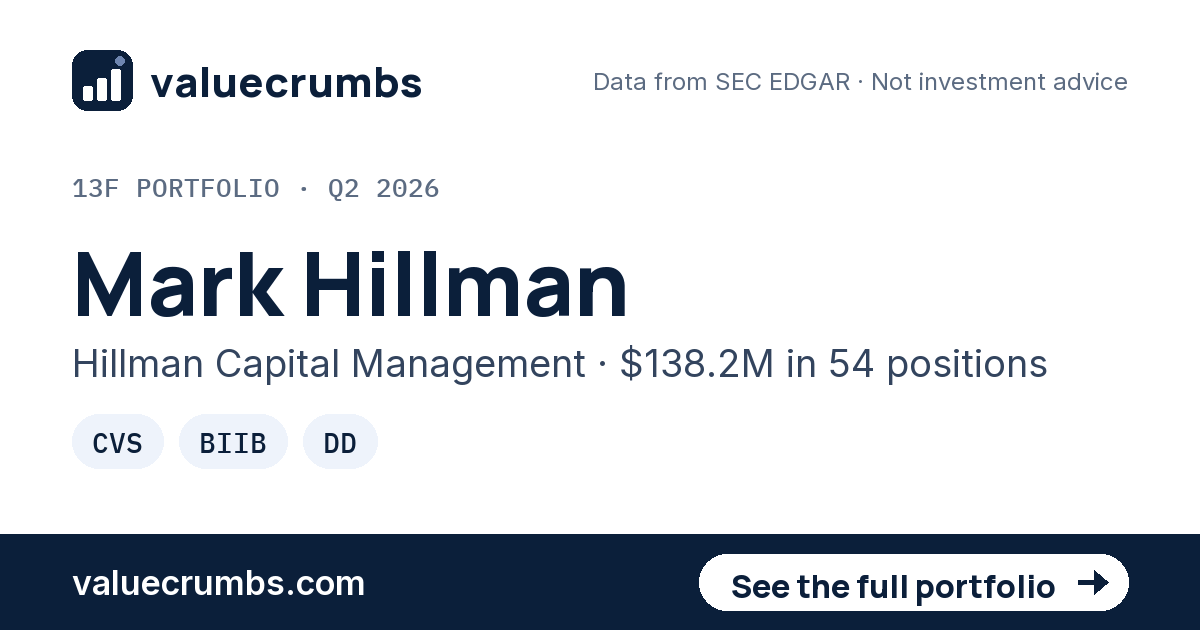 valuecrumbs
Data from SEC EDGAR · Not investment advice
13F PORTFOLIO · Q2 2026
Mark Hillman
Hillman Capital Management · $138.2M in 54 positions
CVS BIIB DD
valuecrumbs.com
See the full portfolio →